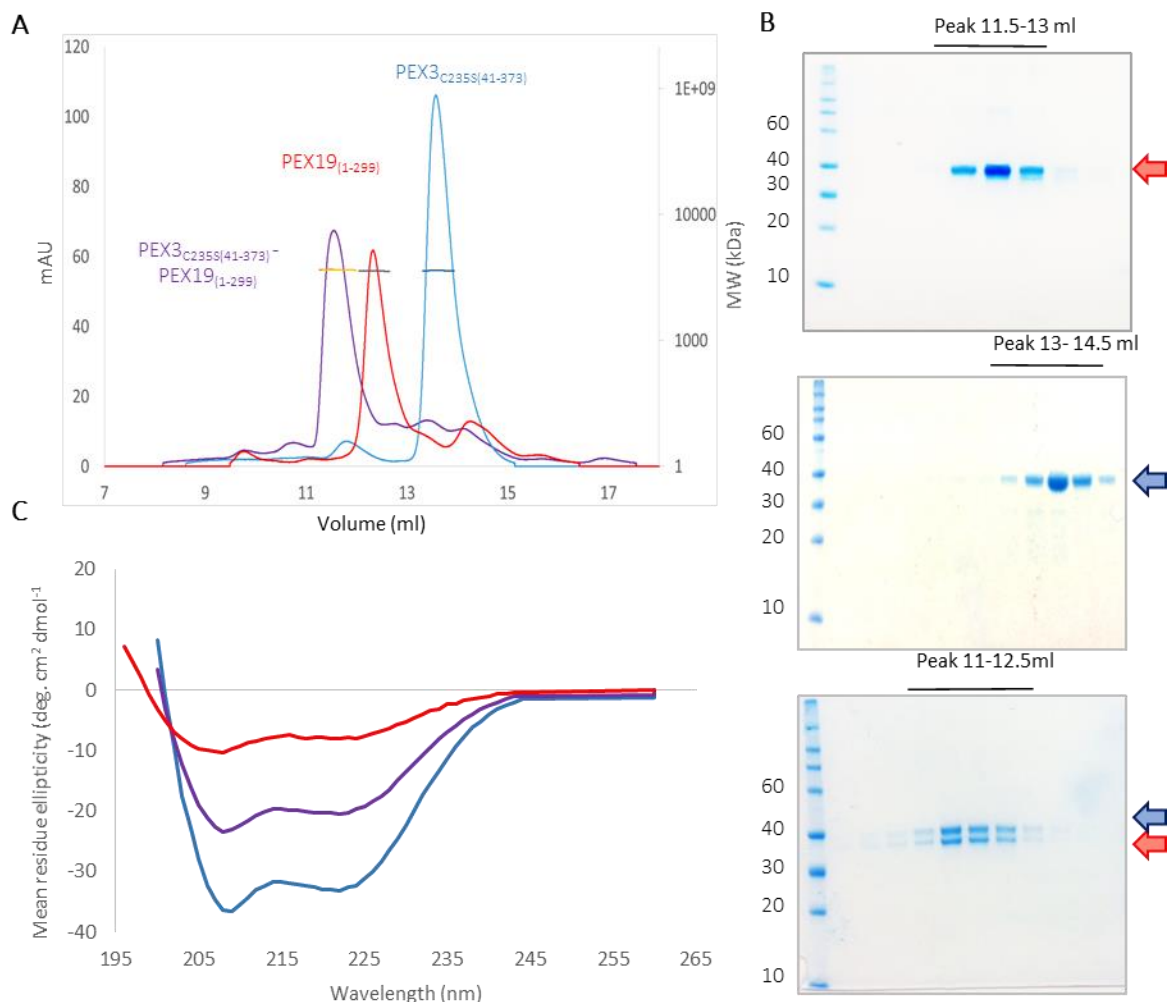 A
120
100
80
60
40
20
0
mAU
7
9
11
13
15
17
Volume (ml)
1E+09
10000
1000
1
MW (kDa)
PEX3C235S(41-373)
PEX19(1-299)
PEX3C235S(41-373)-
PEX19(1-299)
B
Peak 11.5-13 ml
60
40
30
20
10
Peak 13- 14.5 ml
60
40
30
20
10
Peak 11-12.5ml
60
40
30
20
10
C
20
10
0
-10
-20
-30
-40
Mean residue elipticity (deg. cm2 dmol-1
195
205
215
225
235
245
255
265
Wavelength (nm)